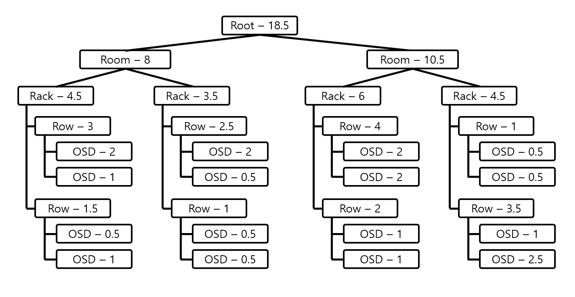 Root – 18.5
Room – 8
Room – 10.5
Rack – 4.5
Rack – 3.5
Rack – 6
Rack – 4.5
Row – 3
Row – 2.5
Row – 4
Row – 1
OSD – 2
OSD – 2
OSD – 2
OSD – 0.5
OSD – 1
OSD – 0.5
OSD – 2
OSD – 0.5
Row – 1.5
Row – 1
Row – 2
Row – 3.5
OSD – 0.5
OSD – 0.5
OSD – 1
OSD – 1
OSD – 1
OSD – 0.5
OSD – 1
OSD – 2.5